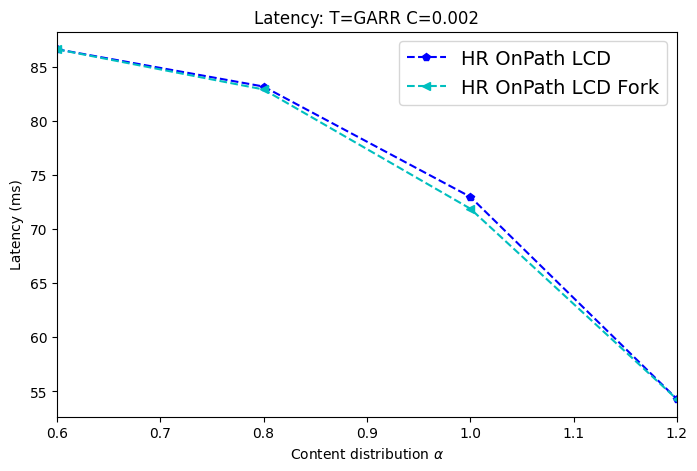 Latency: T=GARR C=0.002
HR OnPath LCD
HR OnPath LCD Fork
Latency (ms)
85
80
75
70
65
60
55
0.6 0.7 0.8 0.9 1.0 1.1 1.2
Content distribution α